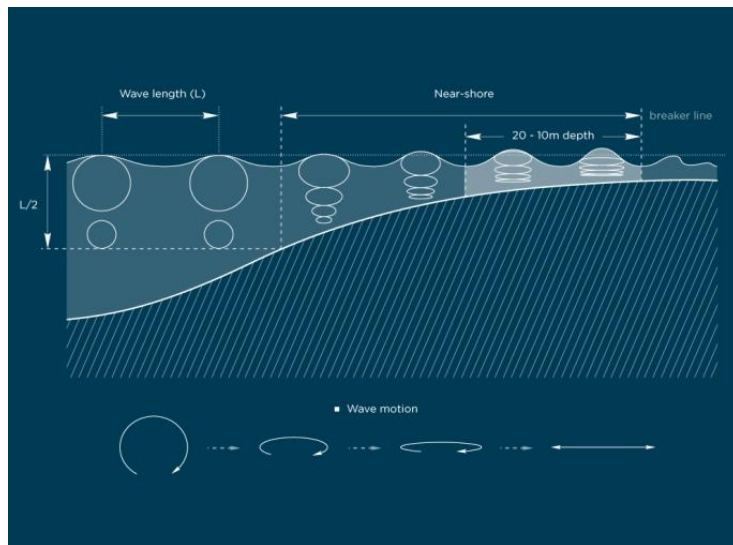 Wave length (L)
Near-shore
breaker line
20 - 10m depth
L/2
Wave motion